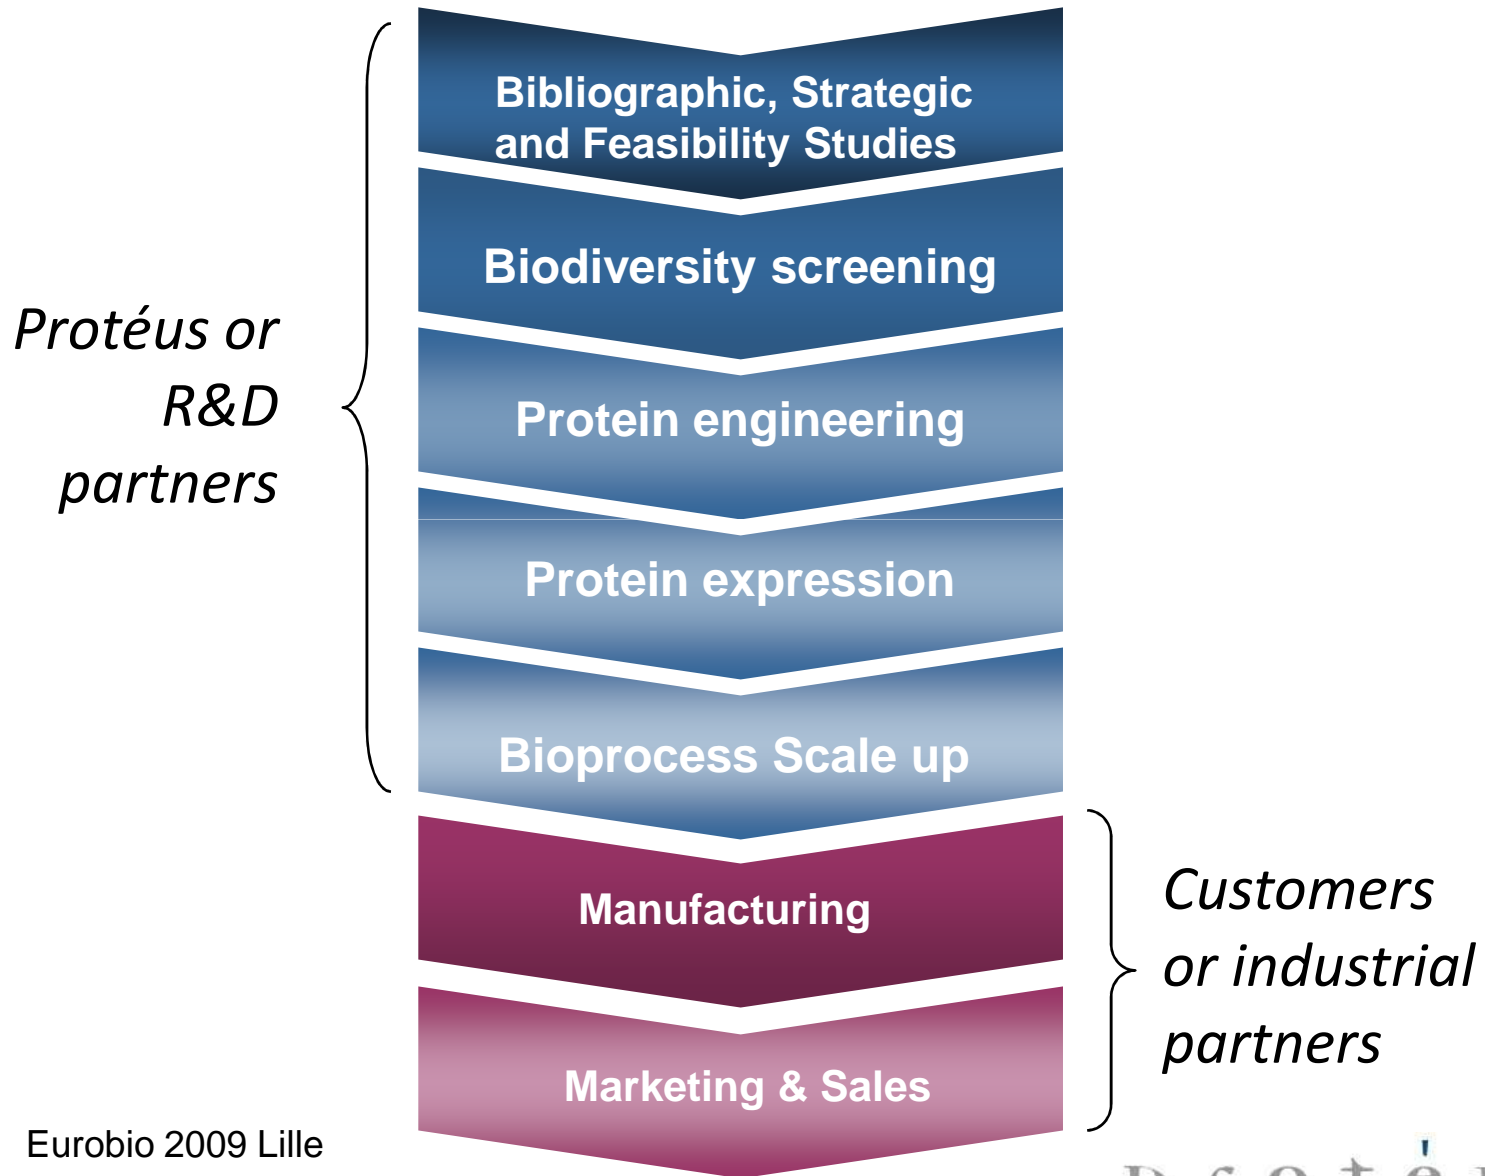 Bibliographic, Strategic
and Feasibility Studies
Biodiversity screening
Protéus or
R&D
partners
Protein engineering
Protein expression
Bioprocess Scale up
Manufacturing
Customers
or industrial
partners
Marketing & Sales
Eurobio 2009 Lille